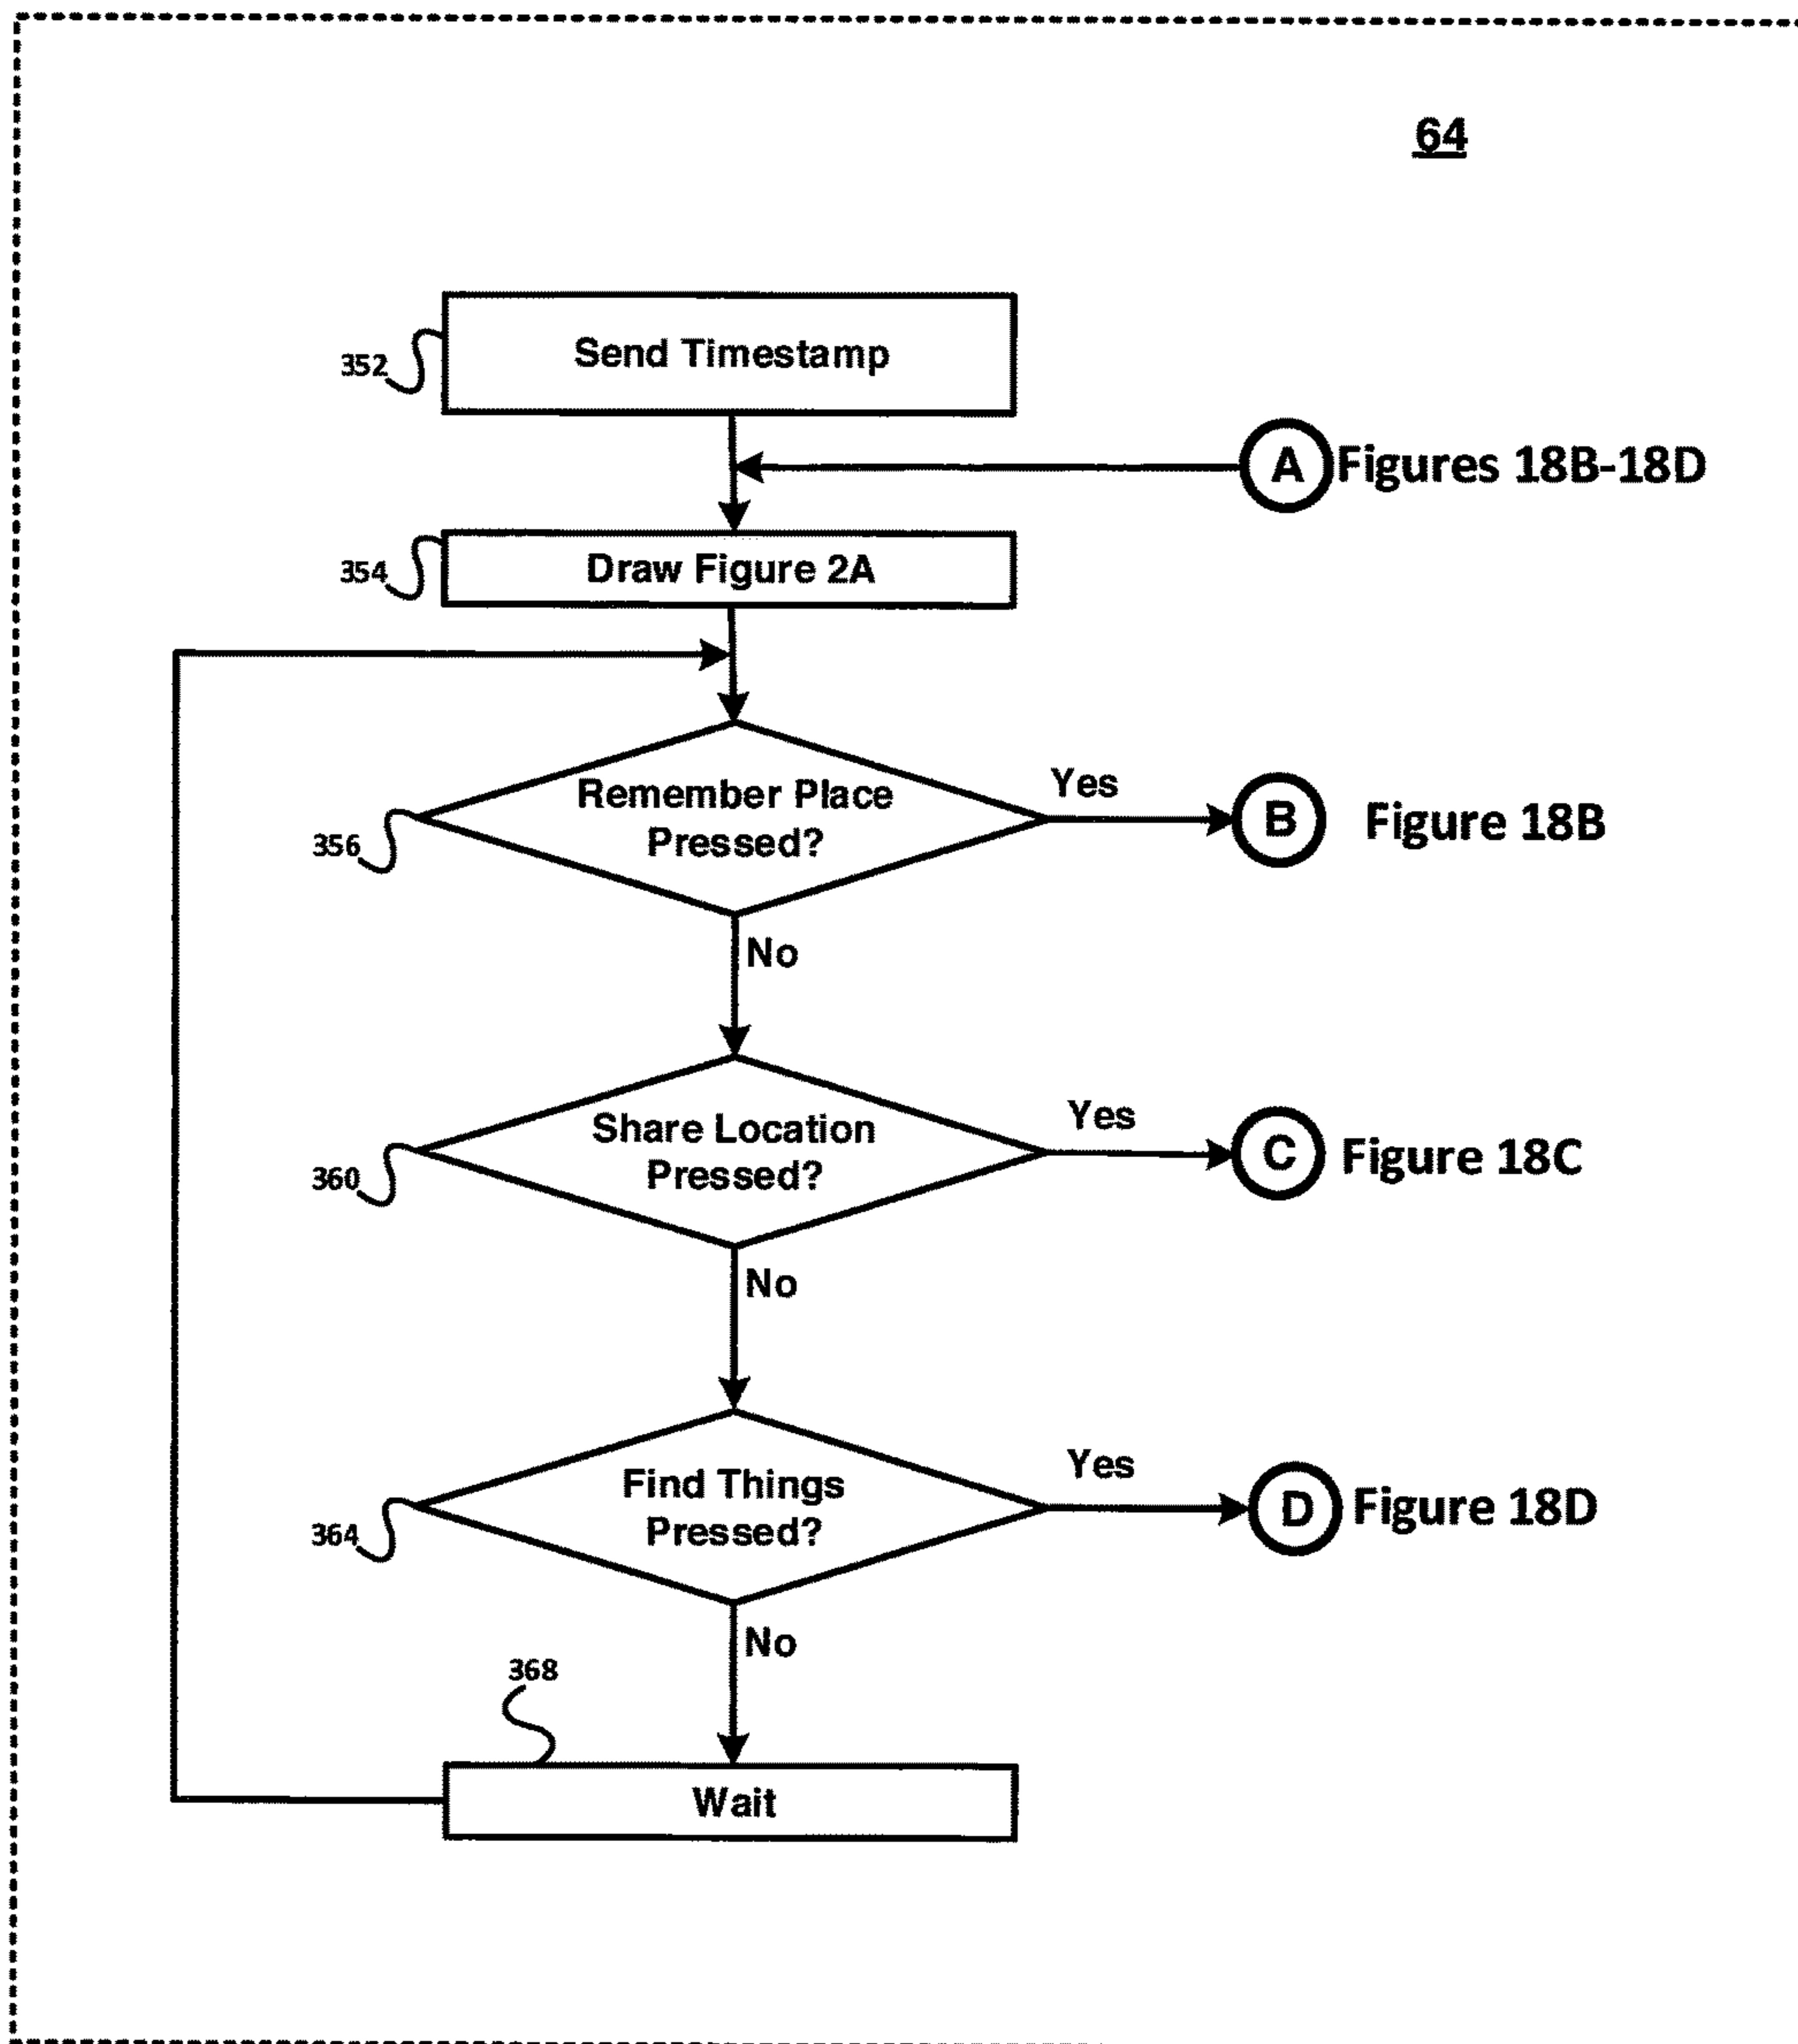 64
Send Timestamp
352
A Figures 18B-18D
Draw Figure 2A
354
Remember Place
Pressed?
356
Yes
B Figure 18B
No
Share Location
Pressed?
360
Yes
C Figure 18C
No
Find Things
Pressed?
364
Yes
D Figure 18D
No
368
Wait